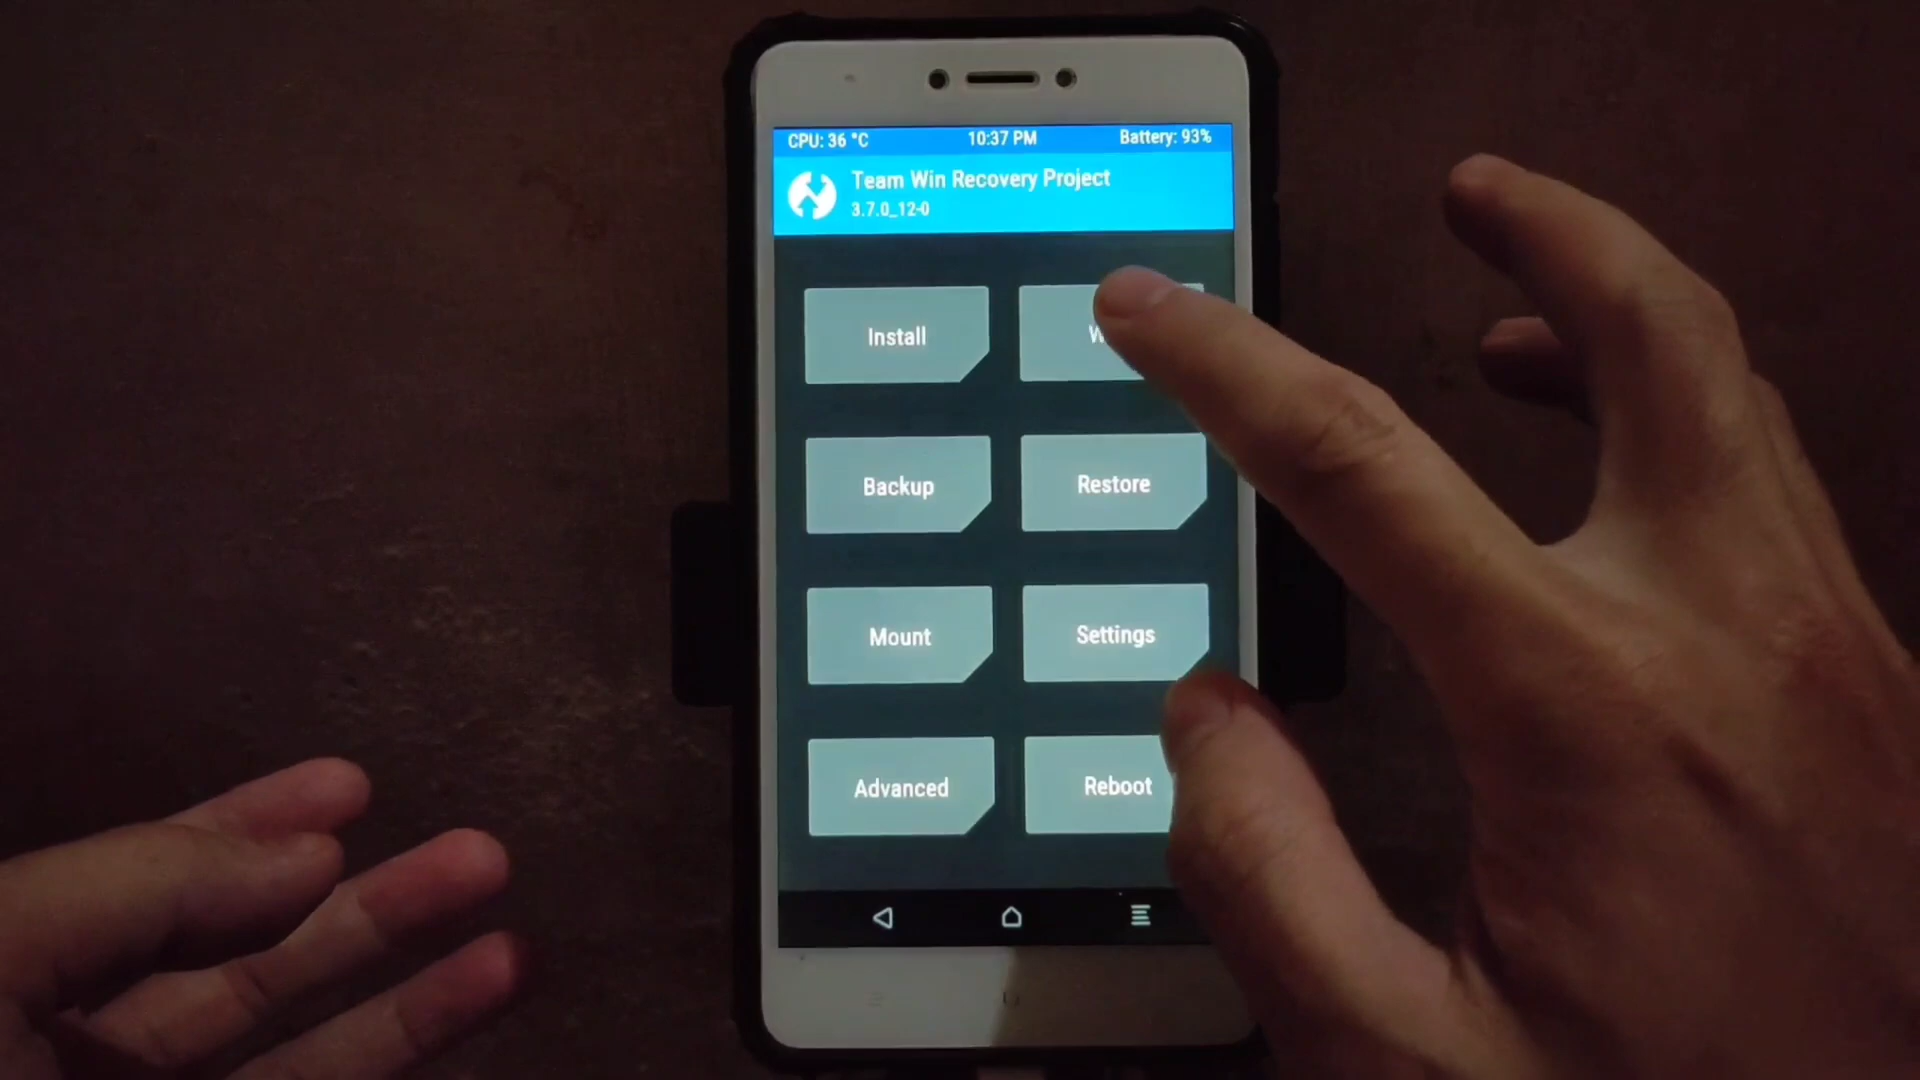 CPU: 36 °C 10:37 PM Battery: 93%
Team Win Recovery Project
3.7.0_12-0
Install
Backup Restore
Mount Settings
Advanced Reboot